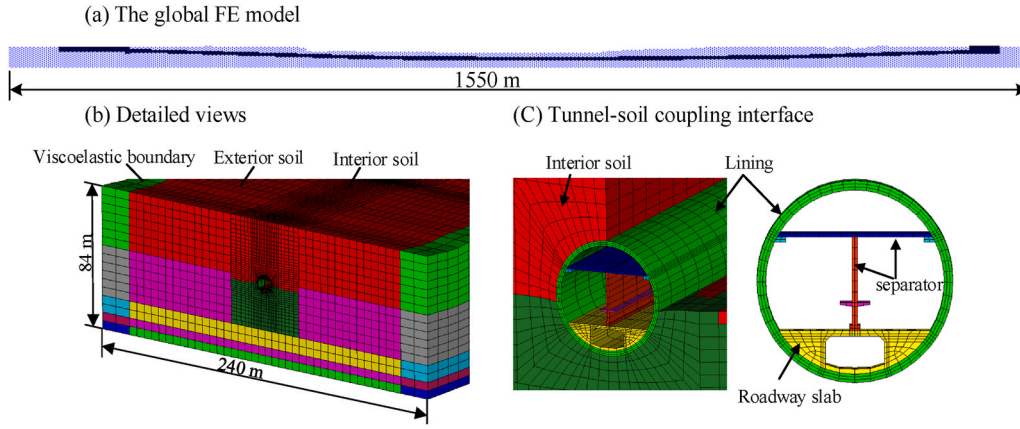 (a) The global FE model
1550 m
(b) Detailed views
(C) Tunnel-soil coupling interface
Viscoelastic boundary
Exterior soil
Interior soil
84 m
240 m
Interior soil
Lining
separator
Roadway slab